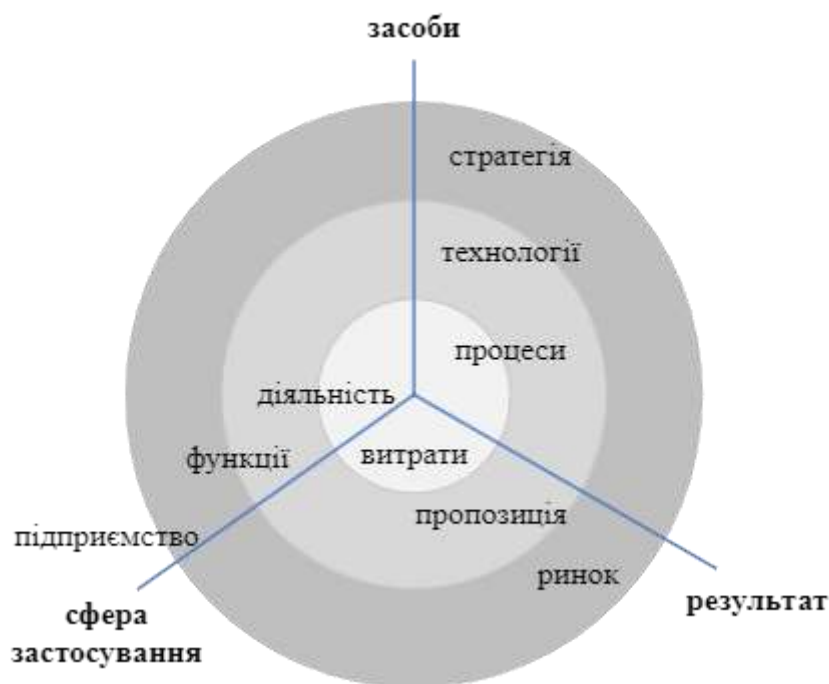 засоби
стратегія
технології
процеси
діяльність
функції
витрати
пропозиція
підприємство
ринок
результат
сфера
застосування